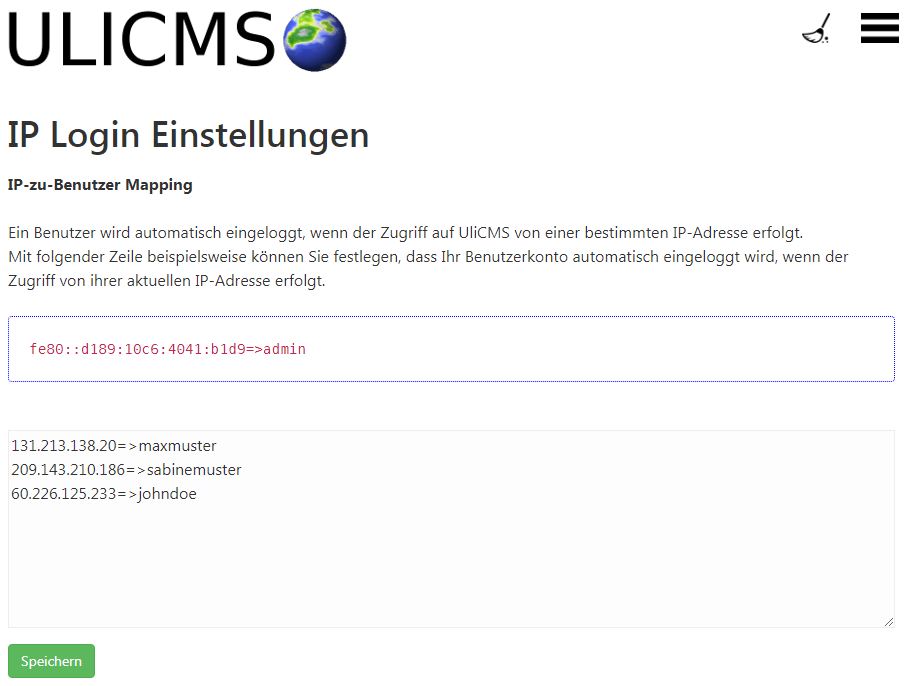 ULICMS
IP Login Einstellungen
IP-zu-Benutzer Mapping
Ein Benutzer wird automatisch eingeloggt, wenn der Zugriff auf UliCMS von einer bestimmten IP-Adresse erfolgt.
Mit folgender Zeile beispielsweise können Sie festlegen, dass Ihr Benutzerkonto automatisch eingeloggt wird, wenn der
Zugriff von ihrer aktuellen IP-Adresse erfolgt.
fe80::d189:10c6:4041:b1d9=>admin
131.213.138.20=>maxmuster
209.143.210.186=>sabinemuster
60.226.125.233=>johndoe
Speichern